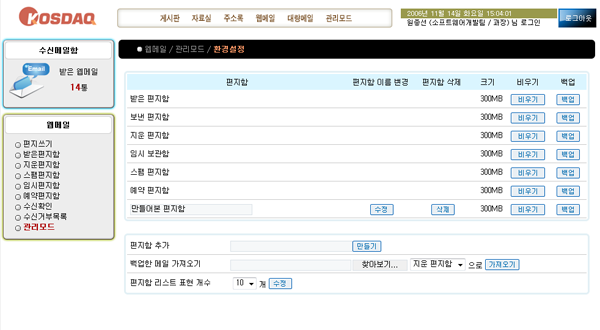 KOSDAQ
게시판 자료실 주소록 웹메일 대량메일 관리모드
2006년 11월 14일 화요일 15:04:01
임종선 (소프트웨어개발팀 / 과장) 님 로그인
로그아웃
수신메일함
Email
받은 웹메일
14통
웹메일
편지쓰기
받은편지함
지운편지함
스팸편지함
임시편지함
예약편지함
수신확인
수신거부목록
관리모드
웹메일 / 관리모드 / 환경설정
편지함 편지함 이름 변경 편지함 삭제 크기 비우기 백업
받은 편지함 300MB 비우기 백업
보낸 편지함 300MB 비우기 백업
지운 편지함 300MB 비우기 백업
임시 보관함 300MB 비우기 백업
스팸 편지함 300MB 비우기 백업
예약 편지함 300MB 비우기 백업
만들어본 편지함 수정 삭제 300MB 비우기 백업
편지함 추가 만들기
백업한 메일 가져오기 찾아보기... 지운 편지함 으로 가져오기
편지함 리스트 표현 개수 10 개 수정